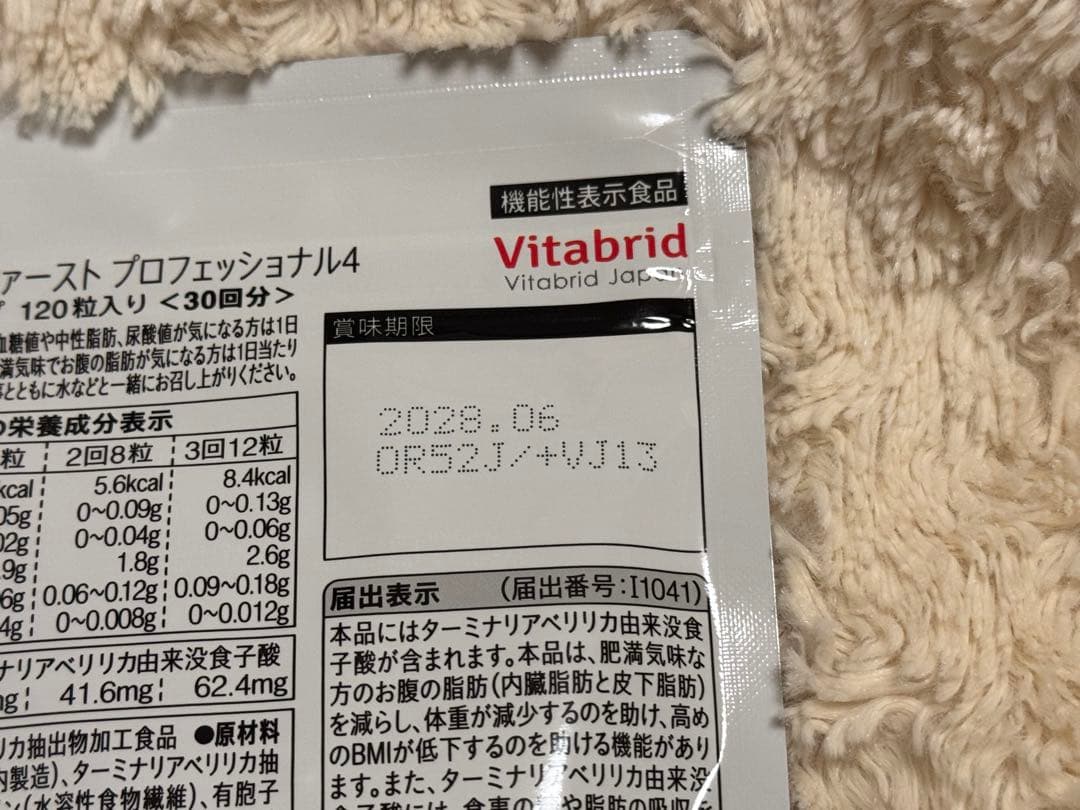 機能性表示食品
Vitabrid
Vitabrid Japan
ァースト プロフェッショナル4
120粒入り <30回分>
血糖値や中性脂肪、尿酸値が気になる方は1日
満気味でお腹の脂肪が気になる方は1日当たり
とともに水などと一緒にお召し上がりください。
賞味期限
2028.06
0R52J/+VJ13
の栄養成分表示
粒 2回8粒 3回12粒
kcal 5.6kcal 8.4kcal
05g 0~0.09g 0~0.13g
02g 0~0.04g 0~0.06g
.9g 1.8g 2.6g
6g 0.06~0.12g 0.09~0.18g
4g 0~0.008g 0~0.012g
ナリアベリリカ由来没食子酸
mg 41.6mg 62.4mg
リカ抽出物加工食品 ●原材料
内製造)、ターミナリアベリリカ抽
ン(水溶性食物繊維)、有胞子
届出表示 (届出番号:I1041)
本品にはターミナリアベリリカ由来没食
子酸が含まれます。本品は、肥満気味な
方のお腹の脂肪(内臓脂肪と皮下脂肪)
を減らし、体重が減少するのを助け、高め
のBMIが低下するのを助ける機能があり
ます。また、ターミナリアベリリカ由来没
食子酸には、食事の や脂肪の吸収を